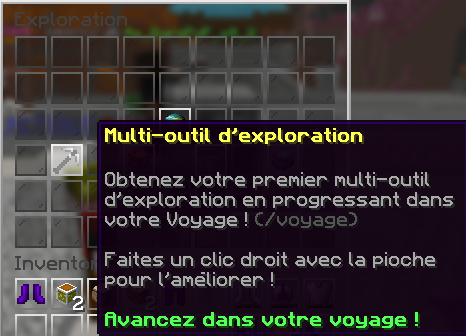 Exploration
Multi-outil d'exploration
Obtenez votre premier multi-outil
d'exploration en progressant dans
votre Voyage ! (/voyage)
Faites un clic droit avec la pioche
pour l'améliorer !
Avancez dans votre voyage !
2